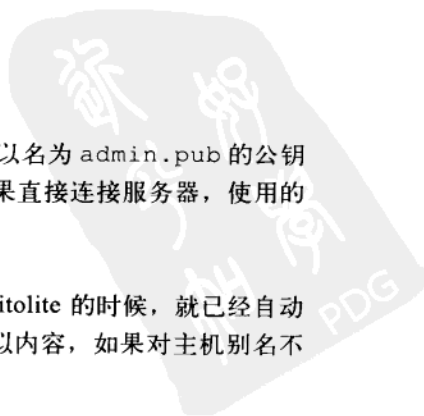 以名为 admin.pub 的公钥
果直接连接服务器，使用的
itolite 的时候，就已经自动
以内容，如果对主机别名不
PDG